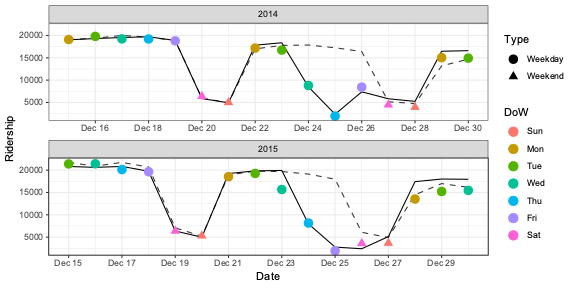 2014
20000
15000
10000
5000
Dec 16
Dec 18
Dec 20
Dec 22
Dec 24
Dec 26
Dec 28
Dec 30
Ridership
2015
20000
15000
10000
5000
Dec 15
Dec 17
Dec 19
Dec 21
Dec 23
Dec 25
Dec 27
Dec 29
Date
Type
Weekday
Weekend
DoW
Sun
Mon
Tue
Wed
Thu
Fri
Sat